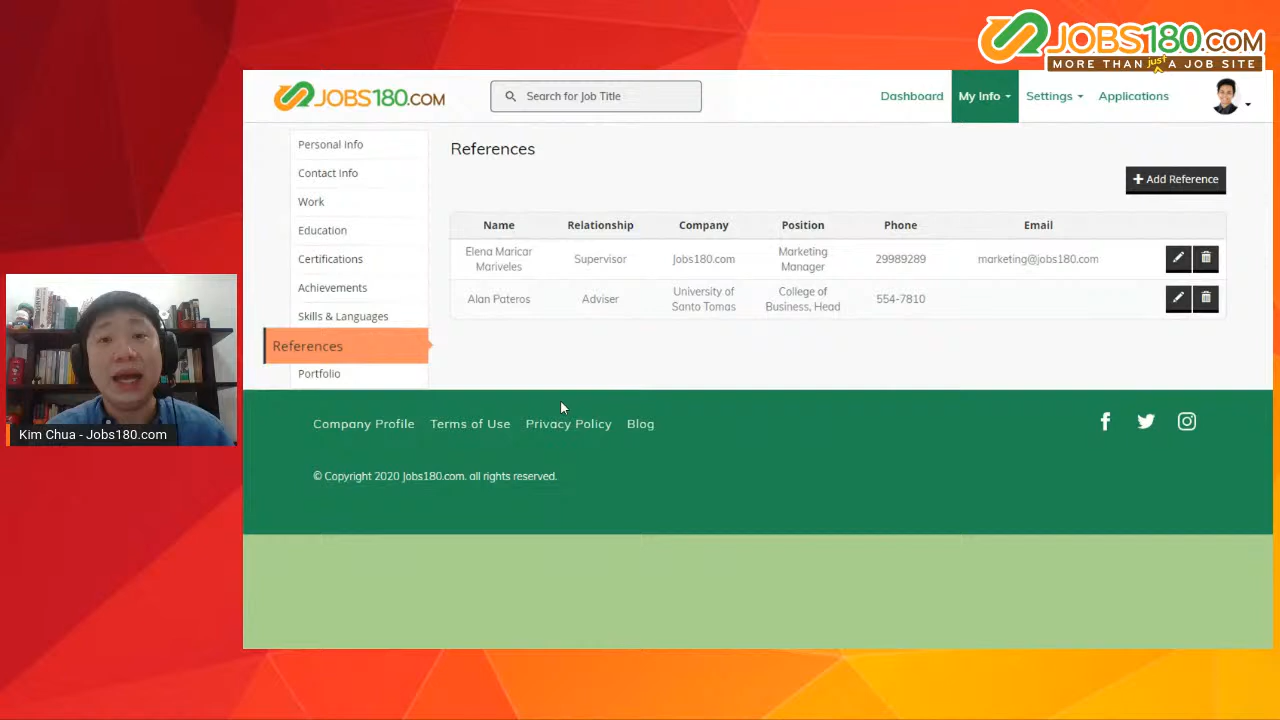 JOBS180.COM
MORE THAN just A JOB SITE
JOBS180.COM
Search for Job Title
Dashboard
My Info
Settings
Applications
Personal Info
Contact Info
Work
Education
Certifications
Achievements
Skills & Languages
References
Portfolio
References
+ Add Reference
Name Relationship Company Position Phone Email
Elena Maricar Mariveles Supervisor Jobs180.com Marketing Manager 29989289 marketing@jobs180.com
Alan Pateros Adviser University of Santo Tomas College of Business, Head 554-7810
Kim Chua - Jobs180.com
Company Profile Terms of Use Privacy Policy Blog
© Copyright 2020 Jobs180.com. all rights reserved.